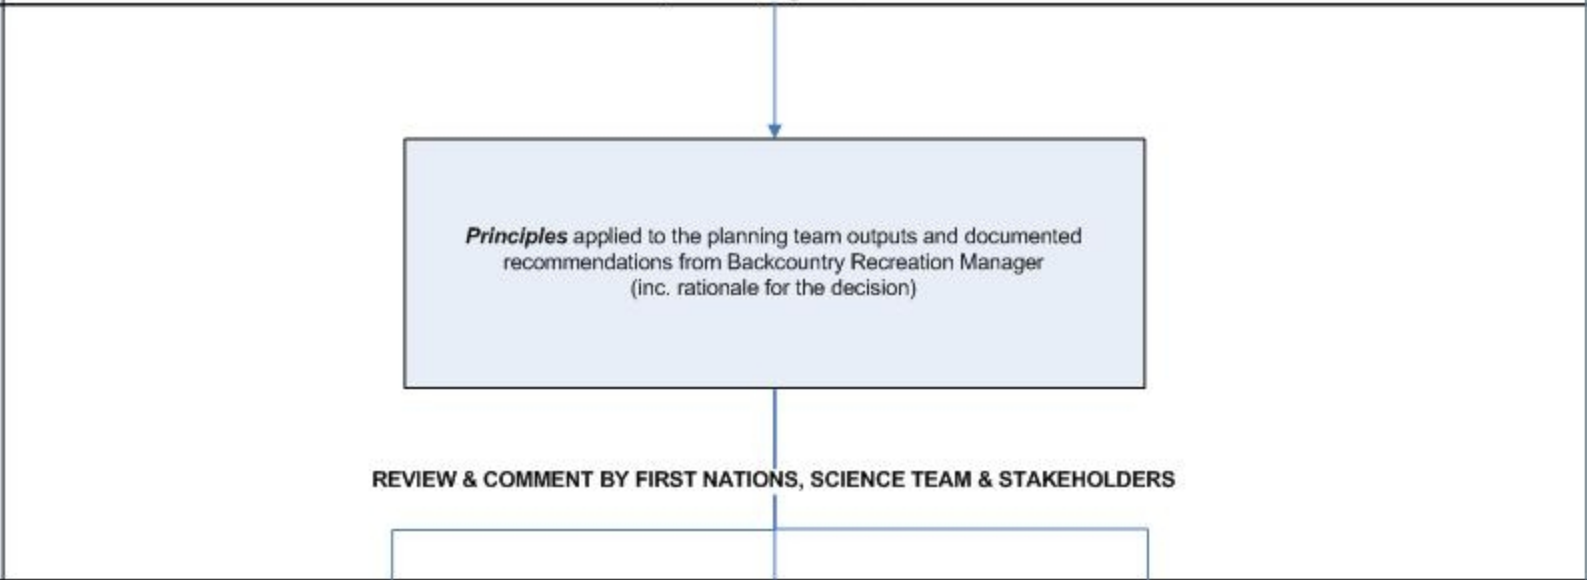 Principles applied to the planning team outputs and documented
recommendations from Backcountry Recreation Manager
(inc. rationale for the decision)
REVIEW & COMMENT BY FIRST NATIONS, SCIENCE TEAM & STAKEHOLDERS